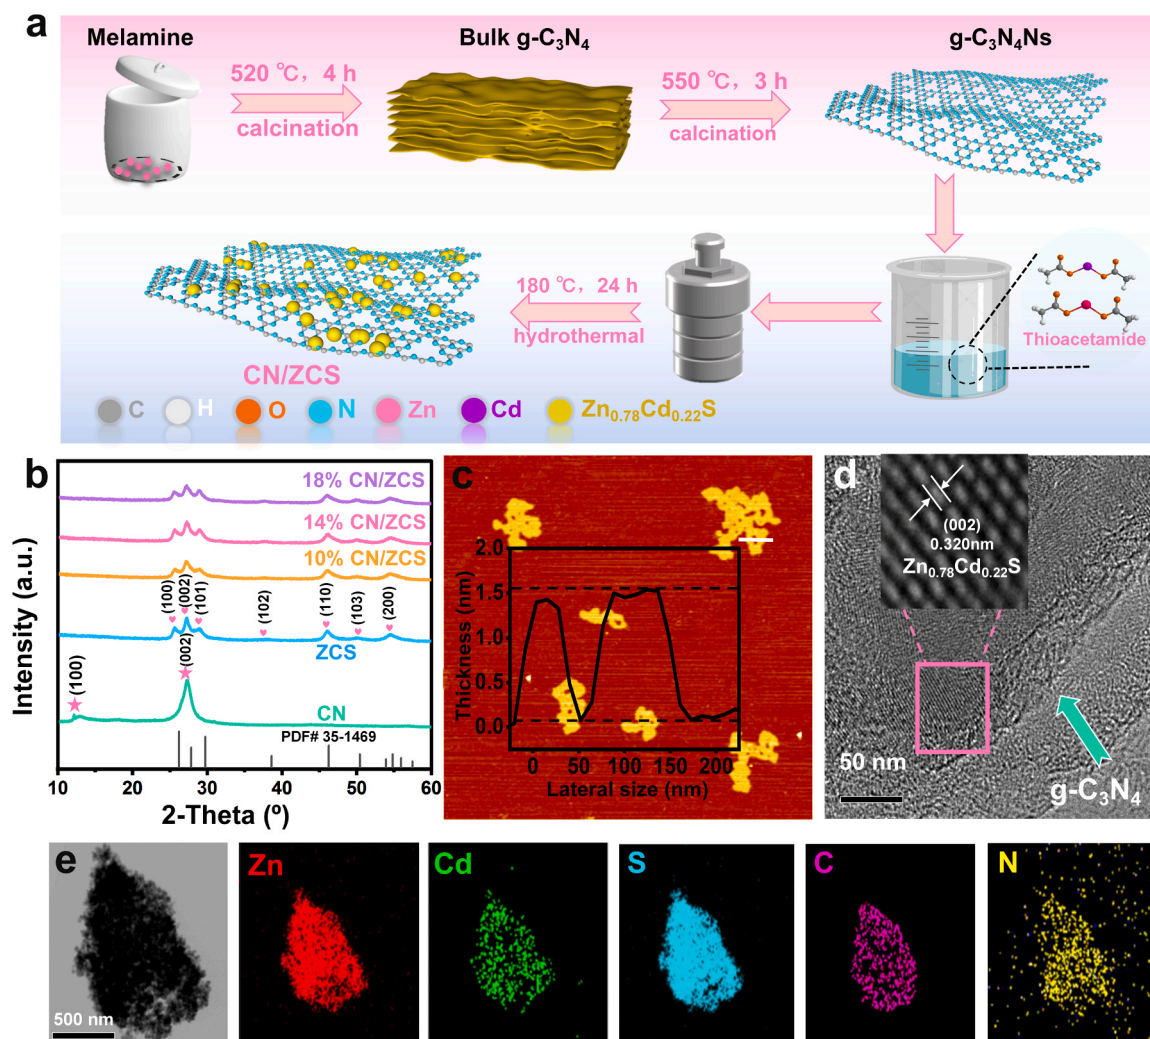 a
Melamine
Bulk g-C₃N₄
g-C₃N₄Ns
520 ℃, 4 h
calcination
550 ℃, 3 h
calcination
180 ℃, 24 h
hydrothermal
Thioacetamide
CN/ZCS
C
H
O
N
Zn
Cd
Zn₀.₇₈Cd₀.₂₂S
b
18% CN/ZCS
14% CN/ZCS
10% CN/ZCS
(100)
(002)
(101)
(102)
(110)
(103)
(200)
ZCS
(100)
(002)
CN
PDF# 35-1469
10 20 30 40 50 60
2-Theta (º)
Intensity (a.u.)
c
2.0
1.5
1.0
0.5
0.0
0 50 100 150 200
Thickness (nm)
Lateral size (nm)
d
(002)
0.320nm
Zn₀.₇₈Cd₀.₂₂S
50 nm
g-C₃N₄
e
500 nm
Zn
Cd
S
C
N